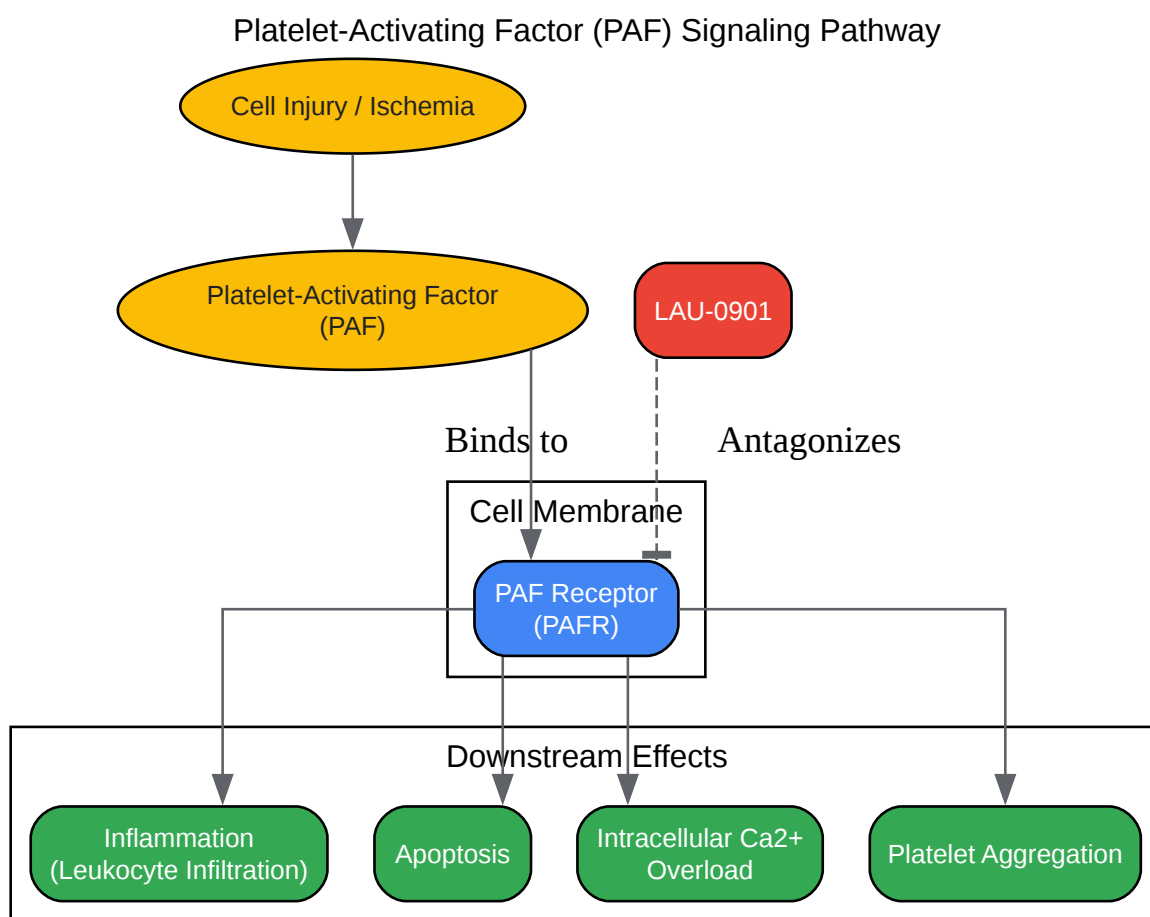 Platelet-Activating Factor (PAF) Signaling Pathway
Cell Injury / Ischemia
Platelet-Activating Factor
(PAF)
LAU-0901
Binds to
Antagonizes
Cell Membrane
PAF Receptor
(PAFR)
Downstream Effects
Inflammation
(Leukocyte Infiltration)
Apoptosis
Intracellular Ca2+
Overload
Platelet Aggregation